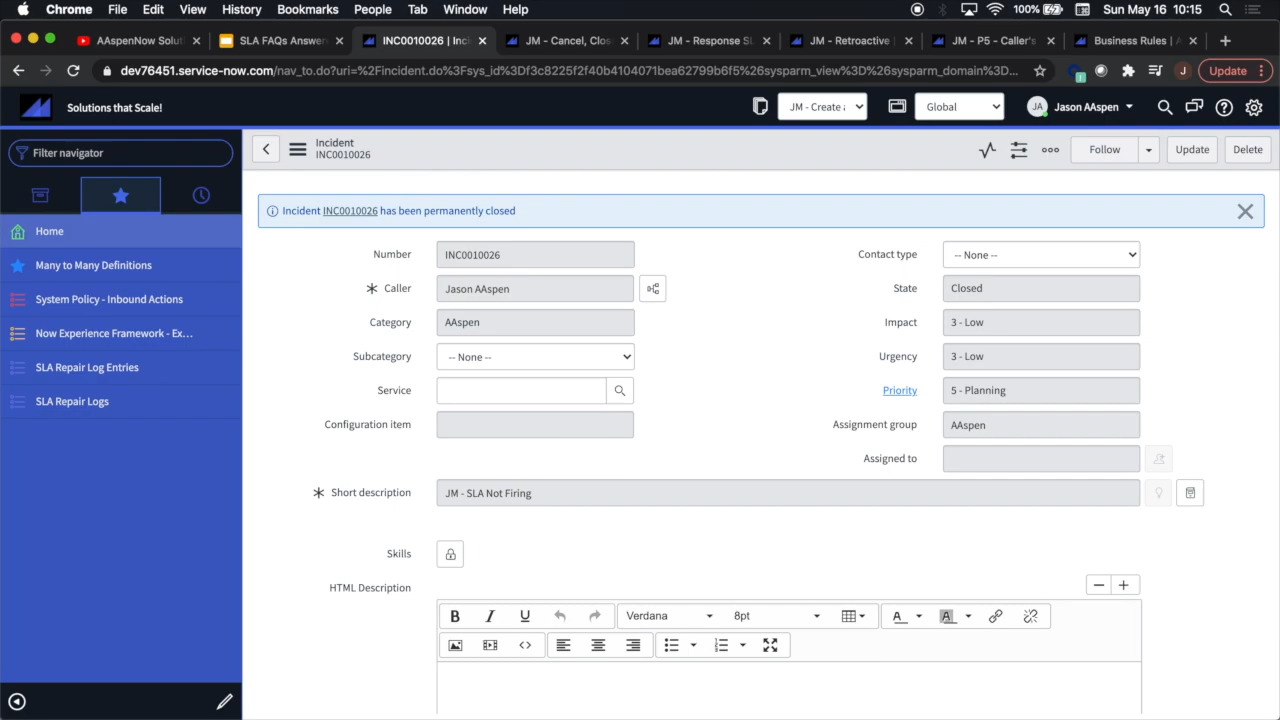 Chrome File Edit View History Bookmarks People Tab Window Help 100% Sun May 16 10:15
AAspenNow Soluti SLA FAQs Answere INC0010026 | Inci JM - Cancel, Clos JM - Response SL JM - Retroactive JM - P5 - Caller's Business Rules | A
dev76451.service-now.com/nav_to.do?uri=%2Fincident.do%3Fsys_id%3Df3c8225f2f40b4104071bea62799b6f5%26sysparm_view%3D%26sysparm_domain%3D... J Update
Solutions that Scale! JM - Create a Global JA Jason AAspen
Filter navigator
Incident
INC0010026
Follow Update Delete
Home
Many to Many Definitions
System Policy - Inbound Actions
Now Experience Framework - Ex...
SLA Repair Log Entries
SLA Repair Logs
Incident INC0010026 has been permanently closed
Number INC0010026 Contact type -- None --
Caller Jason AAspen State Closed
Category AAspen Impact 3 - Low
Subcategory -- None -- Urgency 3 - Low
Service Priority 5 - Planning
Configuration item Assignment group AAspen
Assigned to
Short description JM - SLA Not Firing
Skills
HTML Description
B I U Verdana 8pt A A